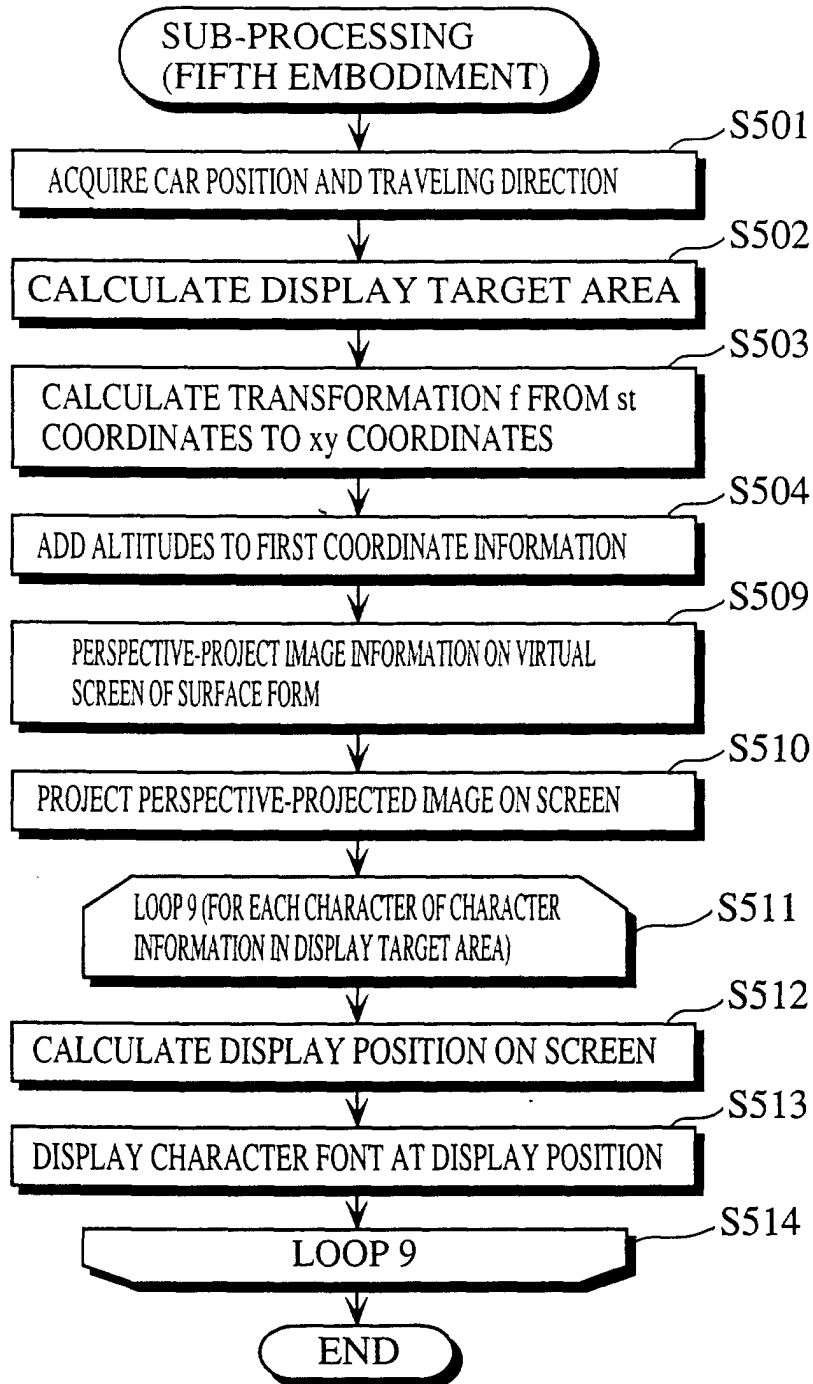 SUB-PROCESSING
(FIFTH EMBODIMENT)
S501
ACQUIRE CAR POSITION AND TRAVELING DIRECTION
S502
CALCULATE DISPLAY TARGET AREA
S503
CALCULATE TRANSFORMATION f FROM st
COORDINATES TO xy COORDINATES
S504
ADD ALTITUDES TO FIRST COORDINATE INFORMATION
S509
PERSPECTIVE-PROJECT IMAGE INFORMATION ON VIRTUAL
SCREEN OF SURFACE FORM
S510
PROJECT PERSPECTIVE-PROJECTED IMAGE ON SCREEN
LOOP 9 (FOR EACH CHARACTER OF CHARACTER
INFORMATION IN DISPLAY TARGET AREA)
S511
S512
CALCULATE DISPLAY POSITION ON SCREEN
S513
DISPLAY CHARACTER FONT AT DISPLAY POSITION
S514
LOOP 9
END